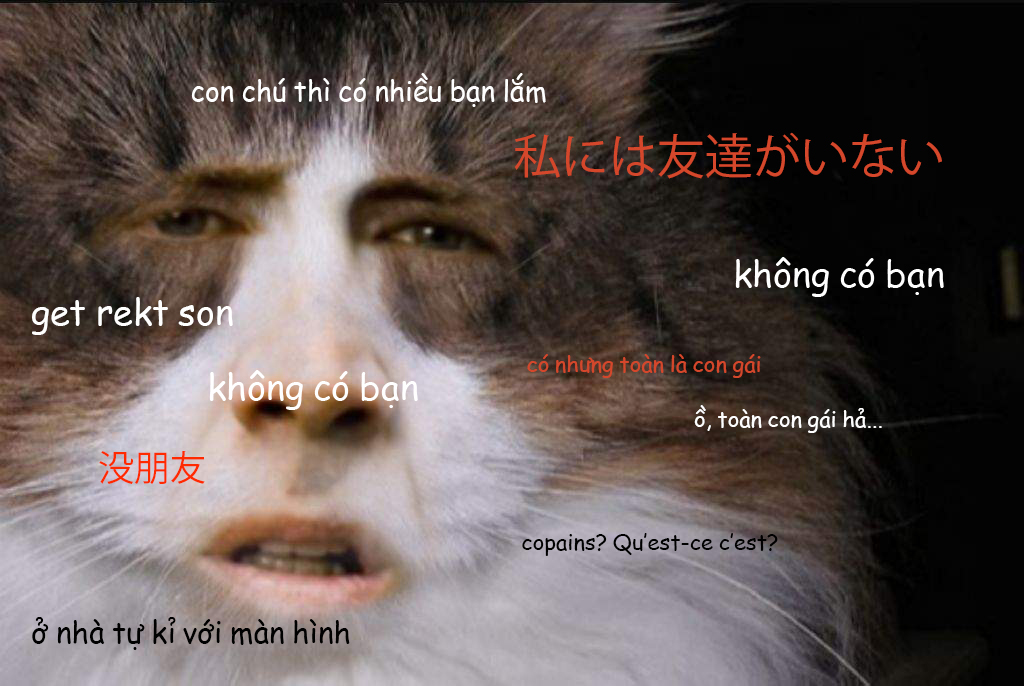 con chú thì có nhiều bạn lắm
私には友達がいない
không có bạn
get rekt son
có nhưng toàn là con gái
không có bạn
ồ, toàn con gái hả...
没朋友
copains? Qu'est-ce c'est?
ở nhà tự kỉ với màn hình